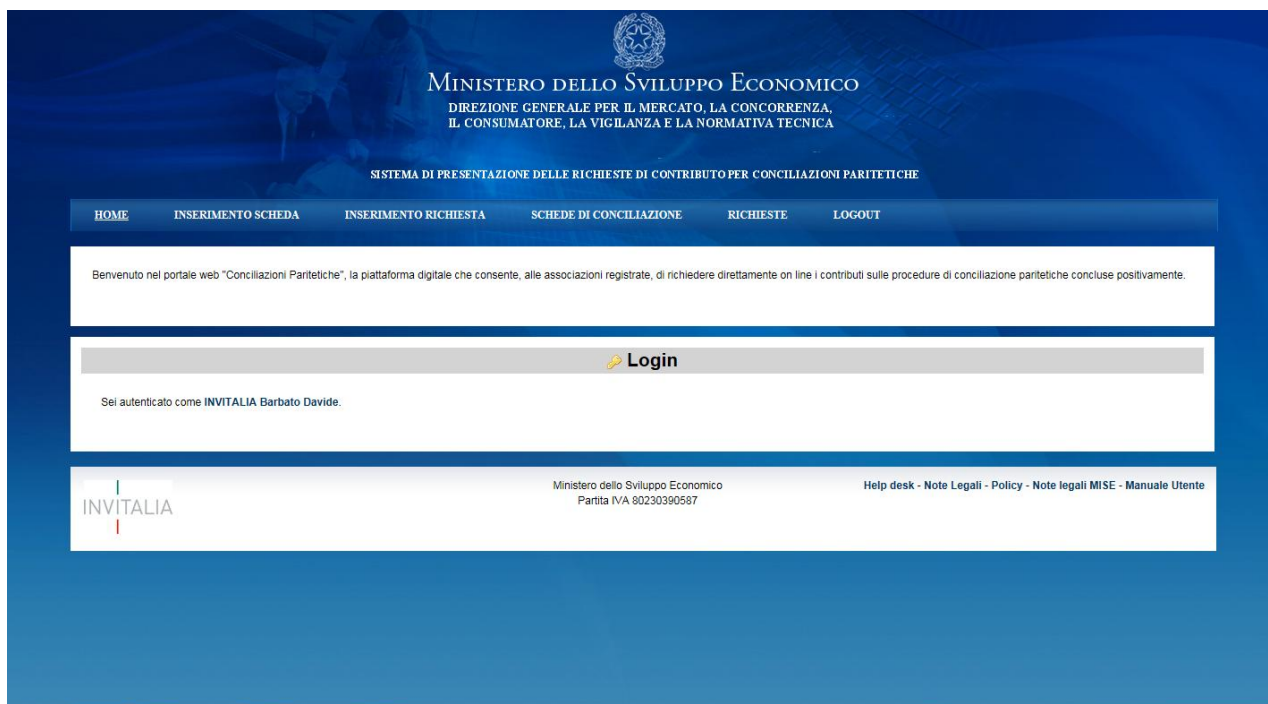 MINISTERO DELLO SVILUPPO ECONOMICO
DIREZIONE GENERALE PER IL MERCATO, LA CONCORRENZA,
IL CONSUMATORE, LA VIGILANZA E LA NORMATIVA TECNICA
SISTEMA DI PRESENTAZIONE DELLE RICHIESTE DI CONTRIBUTO PER CONCILIAZIONI PARITETICHE
HOME INSERIMENTO SCHEDA INSERIMENTO RICHIESTA SCHEDE DI CONCILIAZIONE RICHIESTE LOGOUT
Benvenuto nel portale web "Conciliazioni Paritetiche", la piattaforma digitale che consente, alle associazioni registrate, di richiedere direttamente on line i contributi sulle procedure di conciliazione paritetiche concluse positivamente.
Login
Sei autenticato come INVITALIA Barbato Davide.
INVITALIA
Ministero dello Sviluppo Economico
Partita IVA 80230390587
Help desk - Note Legali - Policy - Note legali MISE - Manuale Utente